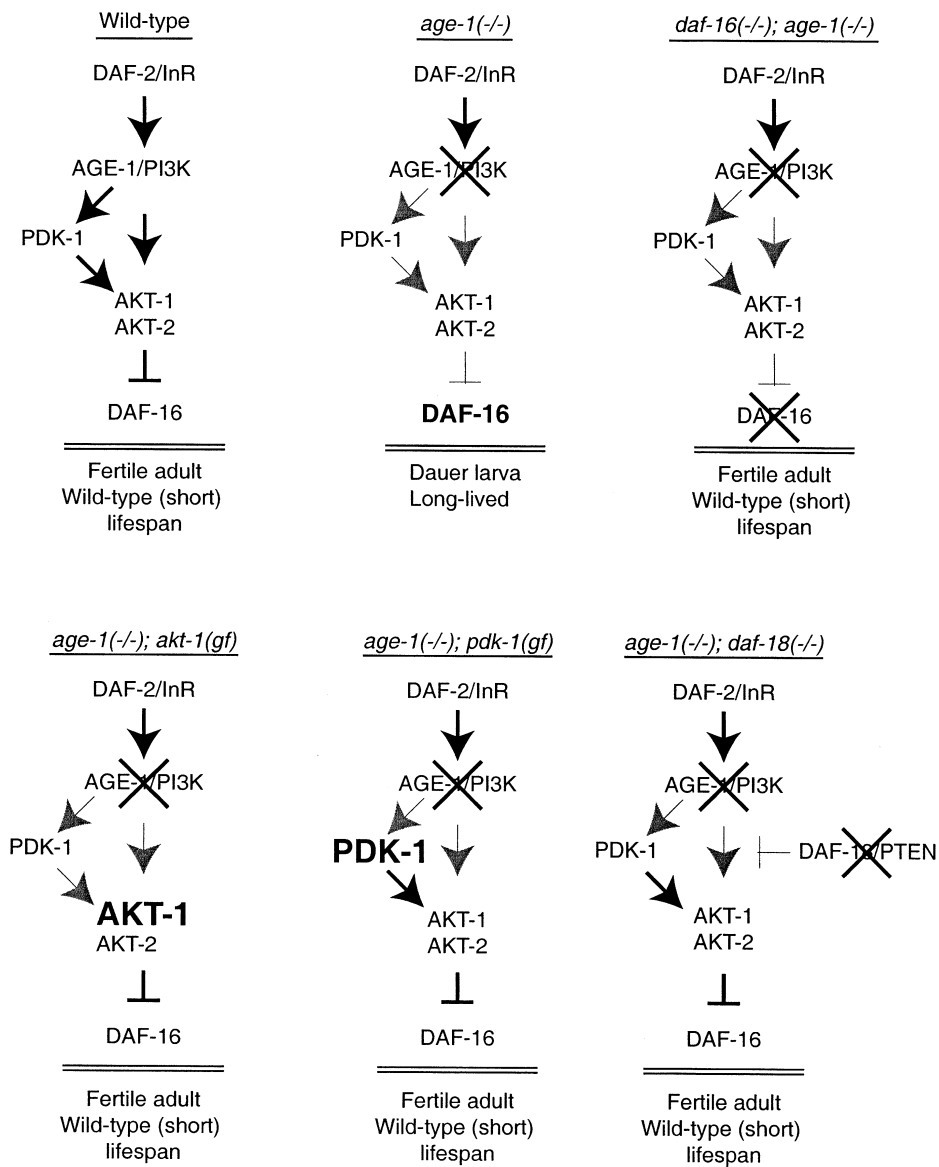 Wild-type
DAF-2/InR
AGE-1/PI3K
PDK-1
AKT-1
AKT-2
DAF-16
Fertile adult
Wild-type (short)
lifespan
age-1(-/-)
DAF-2/InR
AGE-1/PI3K
PDK-1
AKT-1
AKT-2
DAF-16
Dauer larva
Long-lived
daf-16(-/-); age-1(-/-)
DAF-2/InR
AGE-1/PI3K
PDK-1
AKT-1
AKT-2
DAF-16
Fertile adult
Wild-type (short)
lifespan
age-1(-/-); akt-1(gf)
DAF-2/InR
AGE-1/PI3K
PDK-1
AKT-1
AKT-2
DAF-16
Fertile adult
Wild-type (short)
lifespan
age-1(-/-); pdk-1(gf)
DAF-2/InR
AGE-1/PI3K
PDK-1
AKT-1
AKT-2
DAF-16
Fertile adult
Wild-type (short)
lifespan
age-1(-/-); daf-18(-/-)
DAF-2/InR
AGE-1/PI3K
PDK-1
DAF-18/PTEN
AKT-1
AKT-2
DAF-16
Fertile adult
Wild-type (short)
lifespan